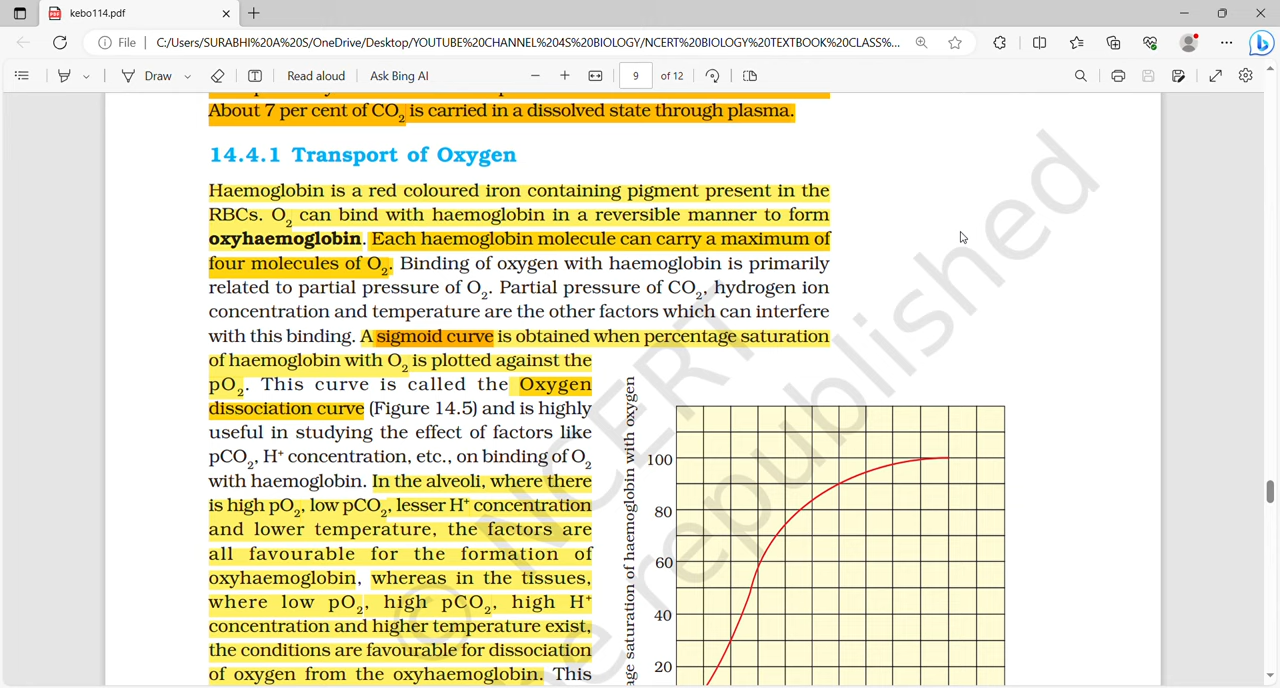 kebo114.pdf
File C:/Users/SURABHI%20A%20S/OneDrive/Desktop/YOUTUBE%20CHANNEL%204S%20BIOLOGY/NCERT%20BIOLOGY%20TEXTBOOK%20CLASS%...
Draw Read aloud Ask Bing AI 9 of 12
About 7 per cent of CO₂ is carried in a dissolved state through plasma.
14.4.1 Transport of Oxygen
Haemoglobin is a red coloured iron containing pigment present in the
RBCs. O₂ can bind with haemoglobin in a reversible manner to form
oxyhaemoglobin. Each haemoglobin molecule can carry a maximum of
four molecules of O₂. Binding of oxygen with haemoglobin is primarily
related to partial pressure of O₂. Partial pressure of CO₂, hydrogen ion
concentration and temperature are the other factors which can interfere
with this binding. A sigmoid curve is obtained when percentage saturation
of haemoglobin with O₂ is plotted against the
pO₂. This curve is called the Oxygen
dissociation curve (Figure 14.5) and is highly
useful in studying the effect of factors like
pCO₂, H⁺ concentration, etc., on binding of O₂
with haemoglobin. In the alveoli, where there
is high pO₂, low pCO₂, lesser H⁺ concentration
and lower temperature, the factors are
all favourable for the formation of
oxyhaemoglobin, whereas in the tissues,
where low pO₂, high pCO₂, high H⁺
concentration and higher temperature exist,
the conditions are favourable for dissociation
of oxygen from the oxyhaemoglobin. This
saturation of haemoglobin with oxygen
100
80
60
40
20
© NCERT
republished